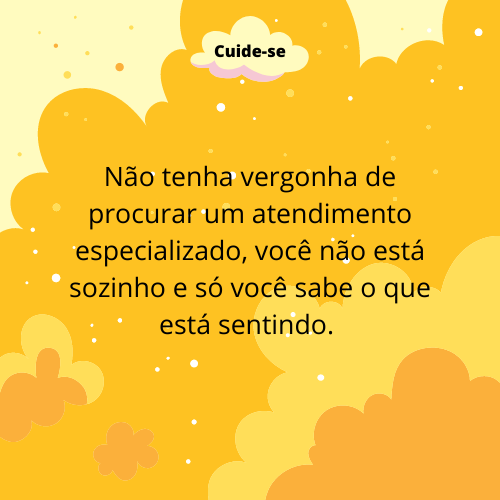 Cuide-se
Não tenha vergonha de
procurar um atendimento
especializado, você não está
sozinho e só você sabe o que
está sentindo.